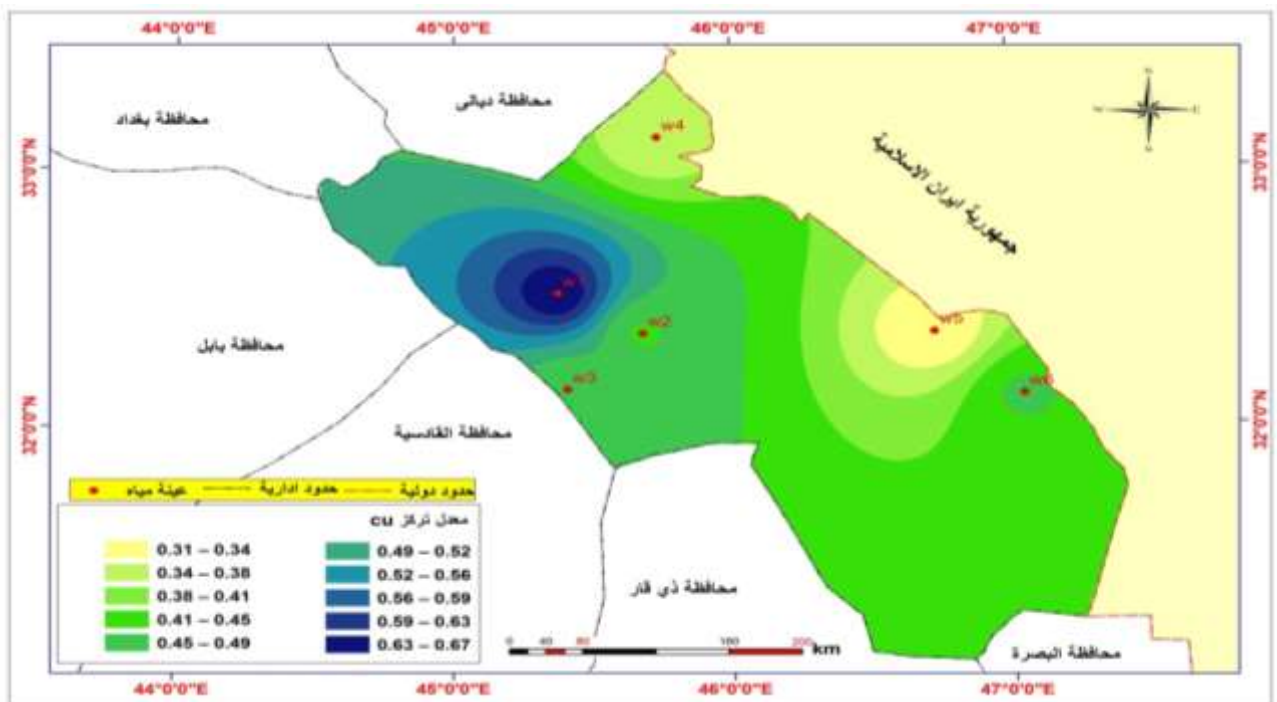 44°0'0"E 45°0'0"E 46°0'0"E 47°0'0"E
محافظة ديالى
محافظة بغداد
w4
33°0'0"N
33°0'0"N
جمهورية ايران الاسلامية
w2
w5
محافظة بابل
w3
w6
32°0'0"N
32°0'0"N
محافظة القادسية
عينة مياه حدود ادارية حدود دولية
معدل تركز cu
0.31 – 0.34 0.49 – 0.52
0.34 – 0.38 0.52 – 0.56
0.38 – 0.41 0.56 – 0.59
0.41 – 0.45 0.59 – 0.63
0.45 – 0.49 0.63 – 0.67
محافظة ذي قار
0 40 80 160 200 km
محافظة البصرة
44°0'0"E 45°0'0"E 46°0'0"E 47°0'0"E